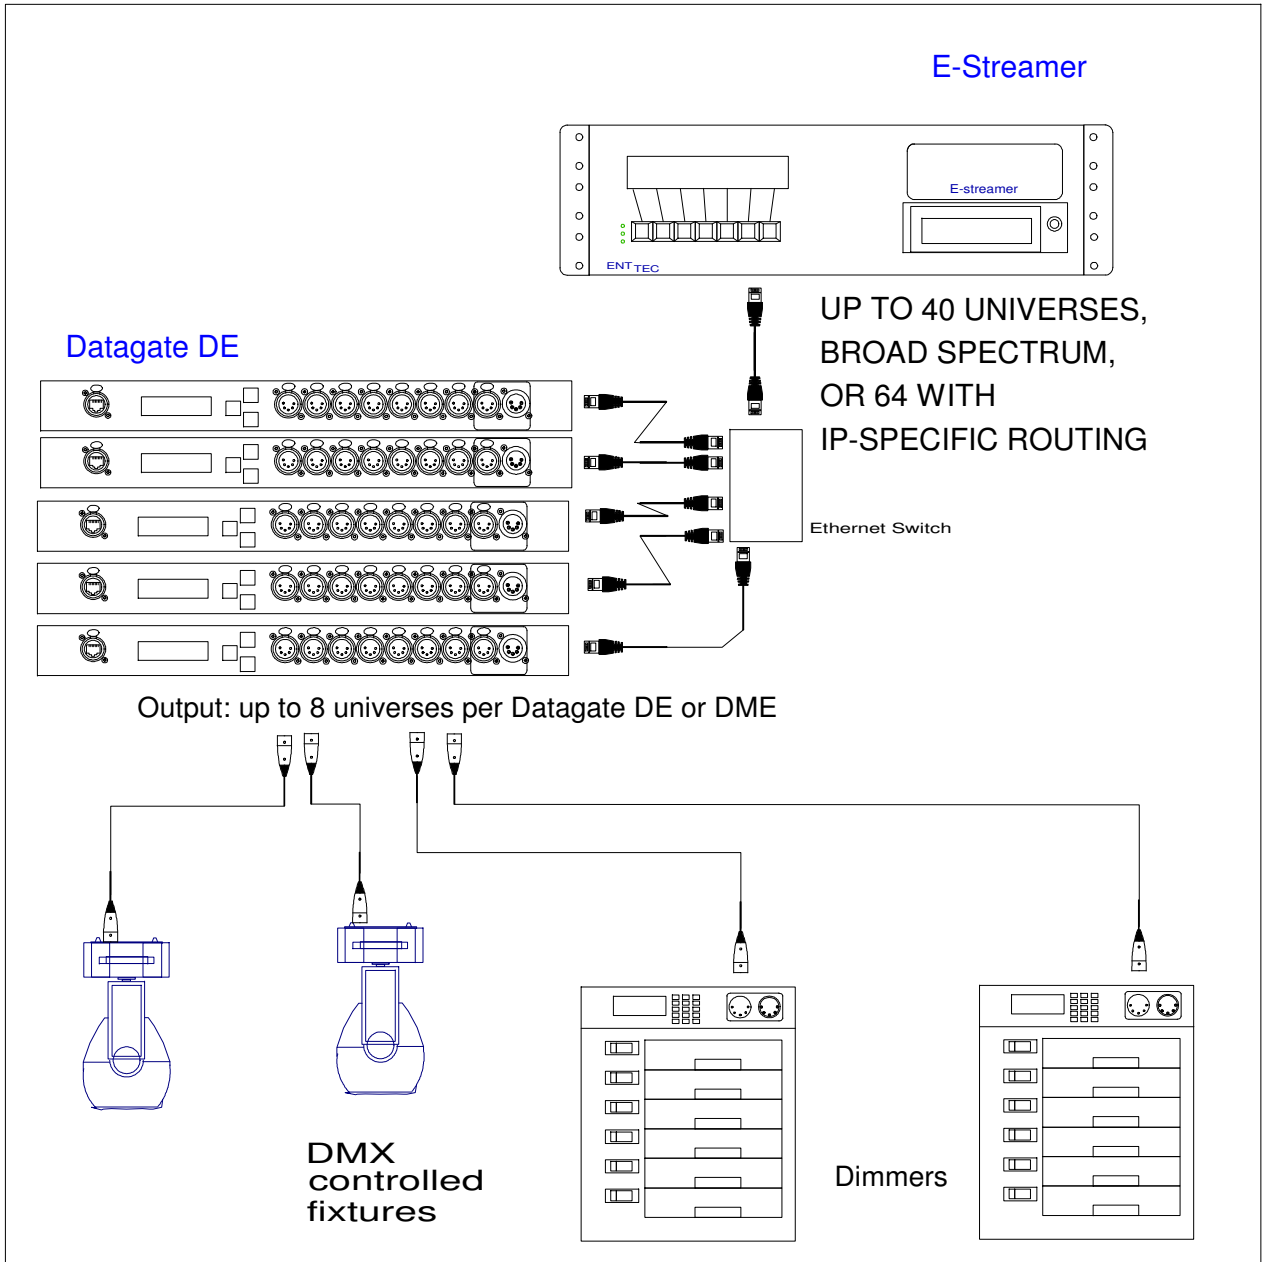 E-Streamer
E-streamer
ENTTEC
UP TO 40 UNIVERSES,
BROAD SPECTRUM,
OR 64 WITH
IP-SPECIFIC ROUTING
Datagate DE
Ethernet Switch
Output: up to 8 universes per Datagate DE or DME
DMX
controlled
fixtures
Dimmers